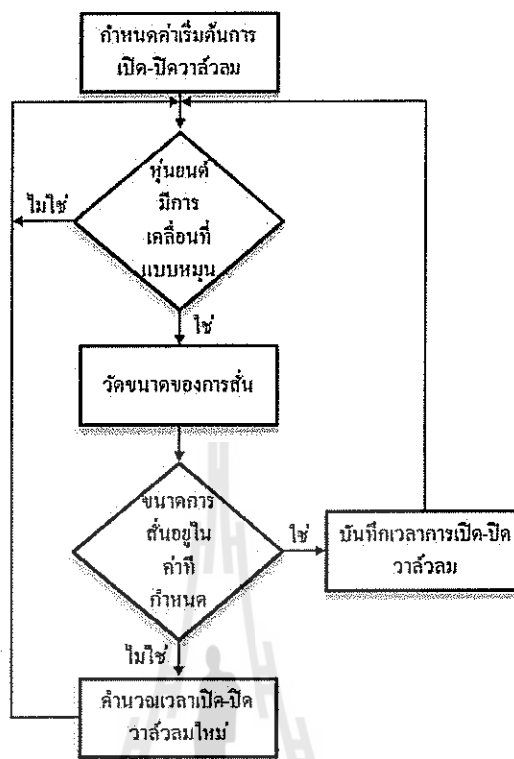 กำหนดค่าเริ่มต้นการ
เปิด-ปิดวาล์วลม
หุ่นยนต์
มีการ
เคลื่อนที่
แบบหมุน
ไม่ใช่
ใช่
วัดขนาดของการสั่น
ขนาดการ
สั่นอยู่ใน
ค่าที่
กำหนด
ใช่
บันทึกเวลาการเปิด-ปิด
วาล์วลม
ไม่ใช่
คำนวณเวลาเปิด-ปิด
วาล์วลมใหม่